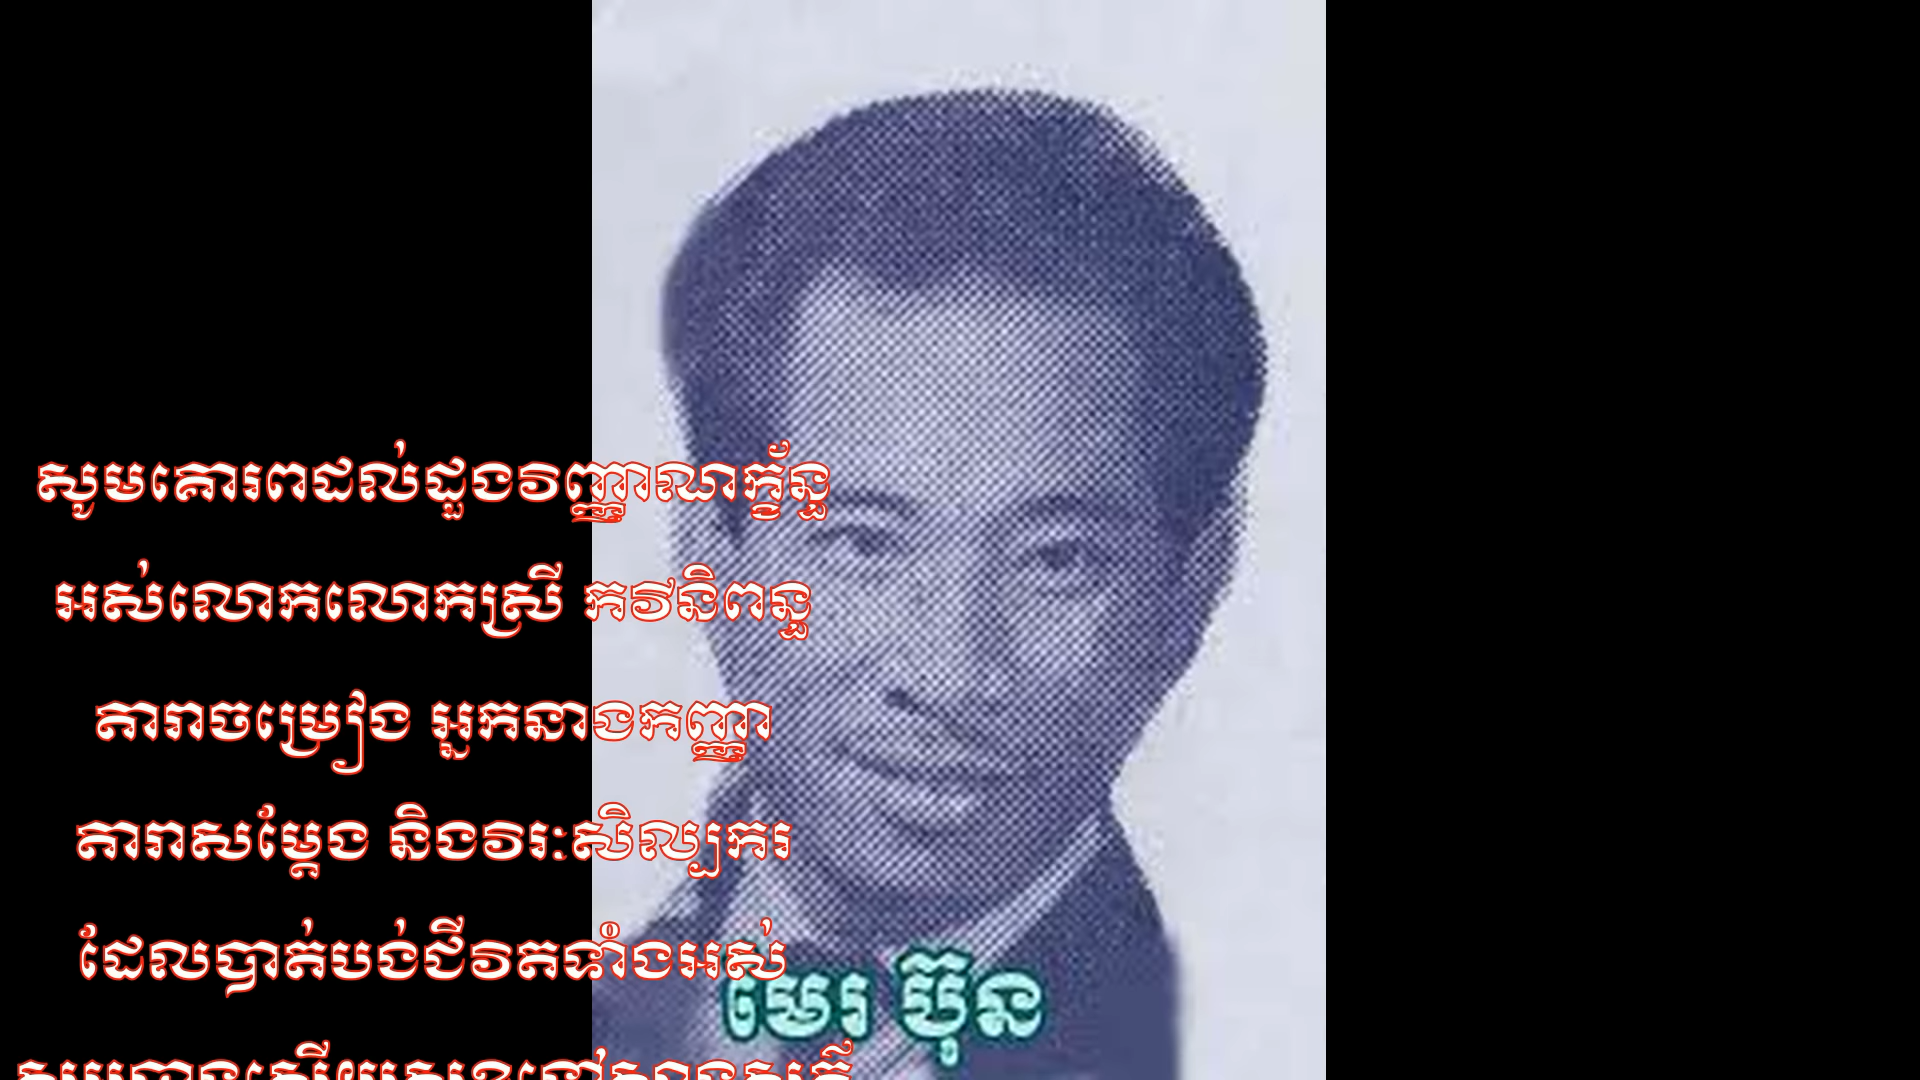 សូមគោរពដល់ដួងវិញ្ញាណក្ខ័ន្ធ
អស់លោកលោកស្រី កវីនិពន្ធ
តារាចម្រៀង អ្នកនាងកញ្ញា
តារាសម្ដែង និងវិរៈសិល្បករ
ដែលបាត់បង់ជីវិតទាំងអស់
មេរ ប៊ុន